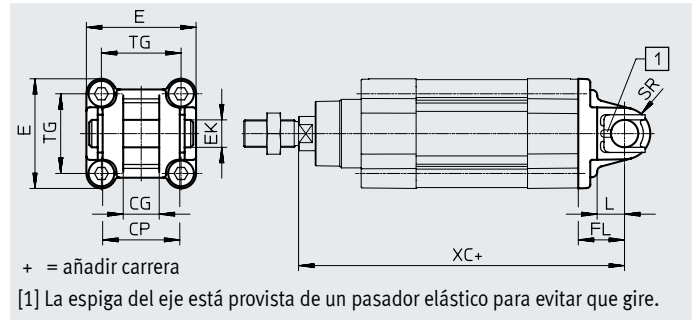 E
TG
E
TG
EK
CG
CP
1
SR
L
FL
XC+
+ = añadir carrera
[1] La espiga del eje está provista de un pasador elástico para evitar que gire.